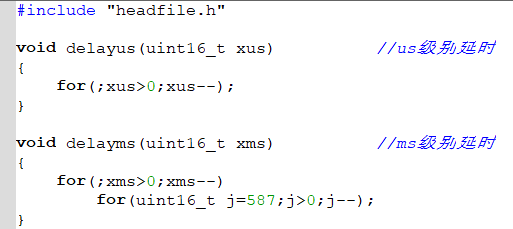 #include "headfile.h"
void delayus(uint16_t xus) //us级别延时
{
for(;xus>0;xus--);
}
void delayms(uint16_t xms) //ms级别延时
{
for(;xms>0;xms--)
for(uint16_t j=587;j>0;j--);
}